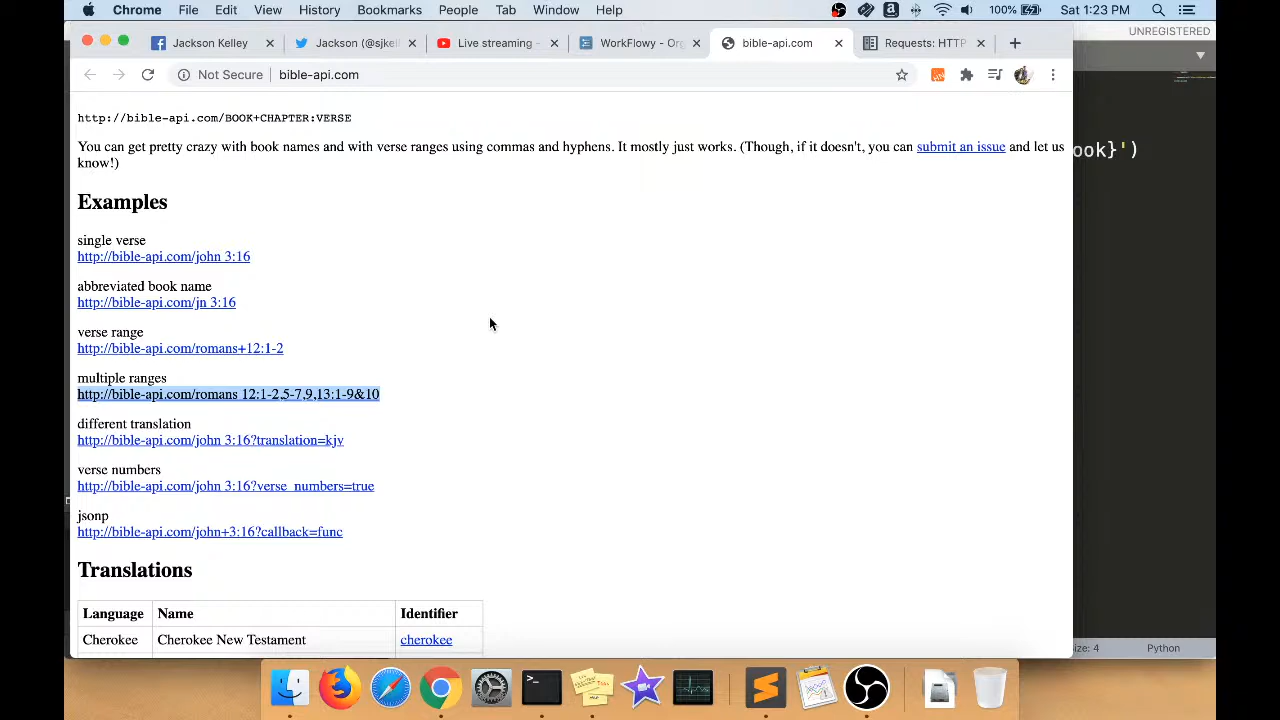 Chrome File Edit View History Bookmarks People Tab Window Help 100% Sat 1:23 PM
UNREGISTERED
Jackson Kelley Jackson (@sjkel Live streaming - WorkFlowy - Org bible-api.com Requests: HTTP
Not Secure bible-api.com
http://bible-api.com/BOOK+CHAPTER:VERSE
You can get pretty crazy with book names and with verse ranges using commas and hyphens. It mostly just works. (Though, if it doesn't, you can submit an issue and let us
know!)
ook}')
Examples
single verse
http://bible-api.com/john 3:16
abbreviated book name
http://bible-api.com/jn 3:16
verse range
http://bible-api.com/romans+12:1-2
multiple ranges
http://bible-api.com/romans 12:1-2,5-7,9,13:1-9&10
different translation
http://bible-api.com/john 3:16?translation=kjv
verse numbers
http://bible-api.com/john 3:16?verse_numbers=true
jsonp
http://bible-api.com/john+3:16?callback=func
Translations
Language Name Identifier
Cherokee Cherokee New Testament cherokee
ize: 4 Python